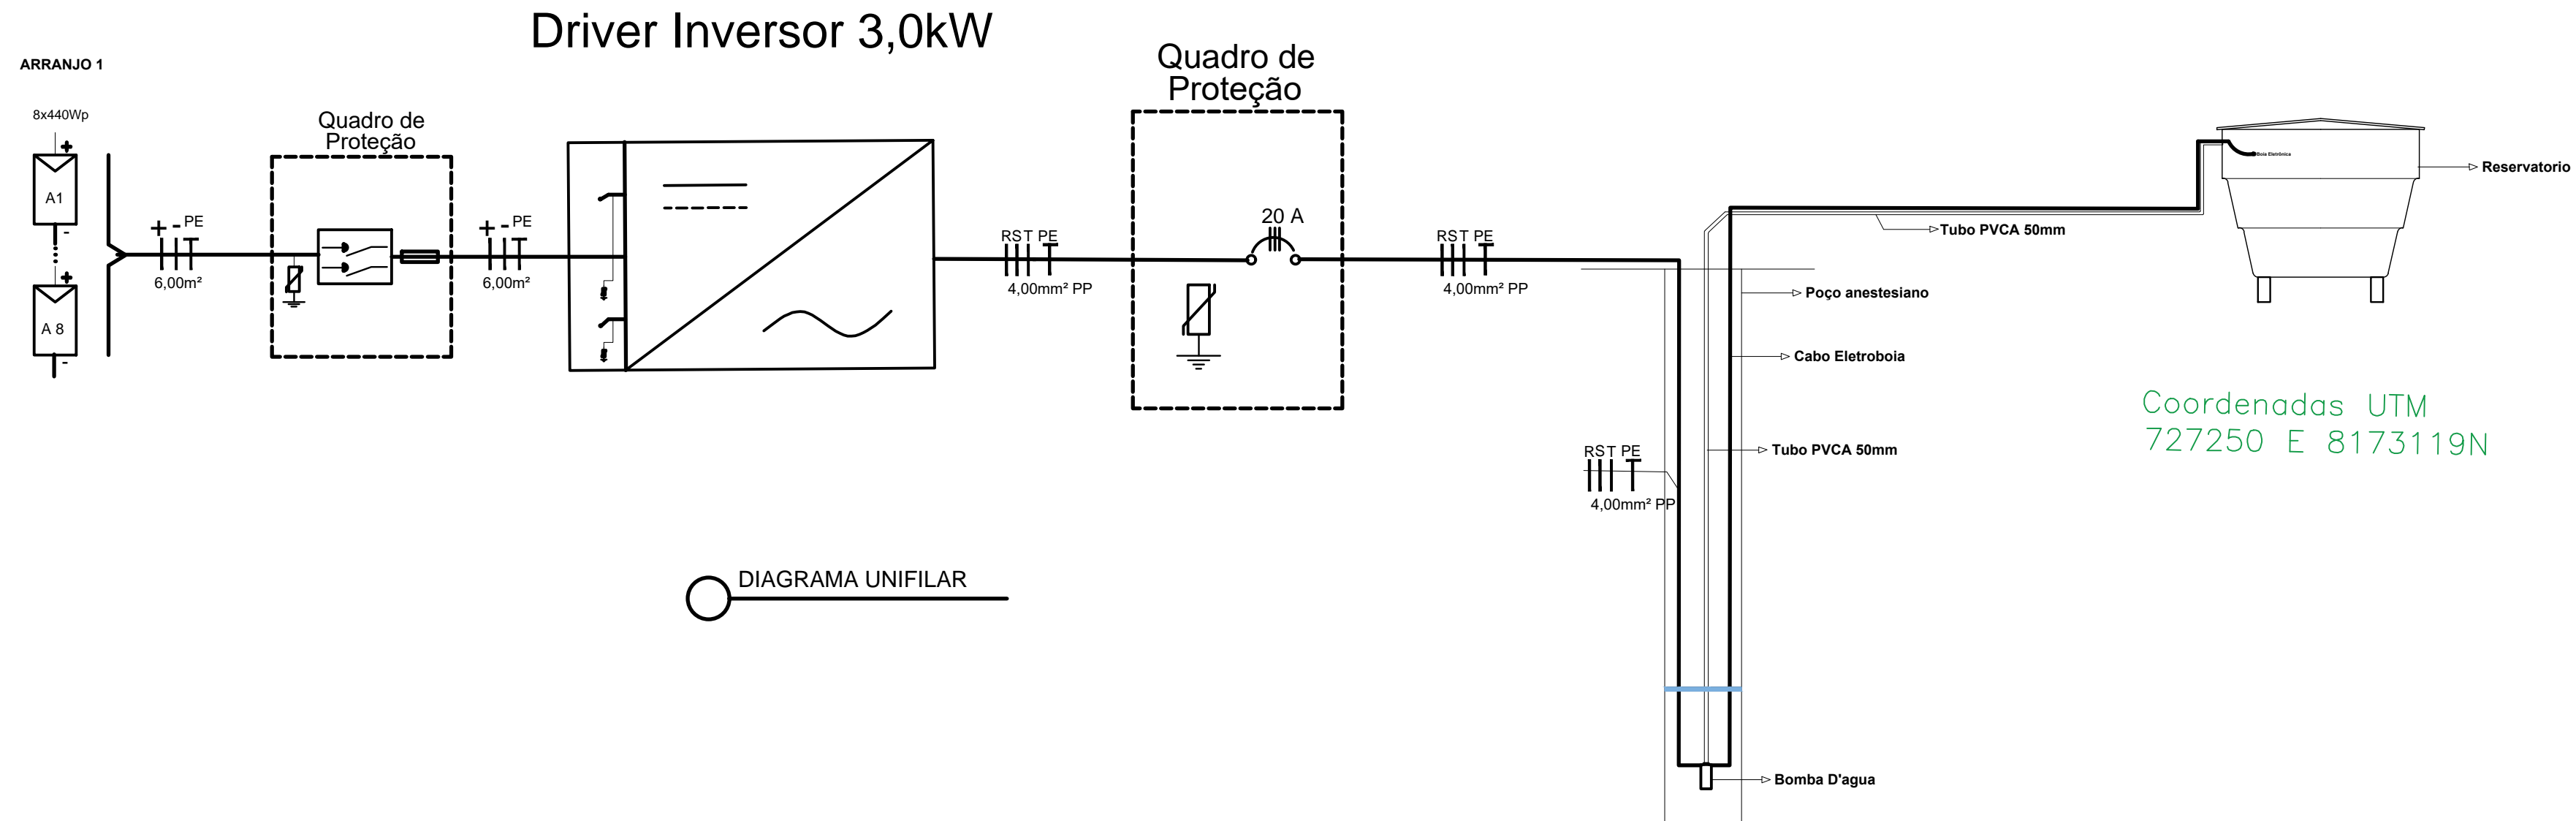 Driver Inversor 3,0kW
ARRANJO 1
8x440Wp
+
A1
-
+
A 8
-
+ - PE
6,00m²
Quadro de
Proteção
+ - PE
6,00m²
RST PE
4,00mm² PP
Quadro de
Proteção
20 A
RST PE
4,00mm² PP
RST PE
4,00mm² PP
Boia Eletrônica
Reservatorio
Tubo PVCA 50mm
Poço anestesiano
Cabo Eletroboia
Tubo PVCA 50mm
Bomba D'agua
Coordenadas UTM
727250 E 8173119N
DIAGRAMA UNIFILAR